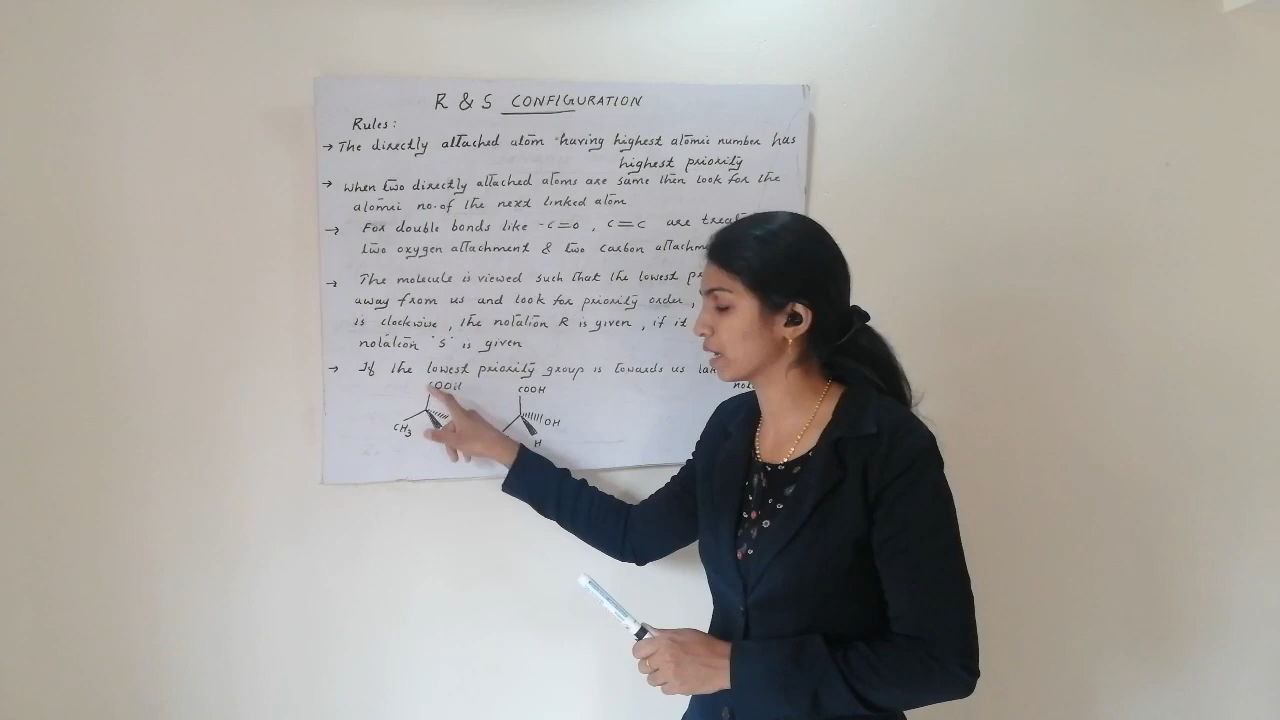 R & S CONFIGURATION
Rules:
→ The directly attached atom having highest atomic number has
highest priority
→ When two directly attached atoms are same then look for the
atomic no. of the next linked atom
→ For double bonds like -C=O, C=C are
two oxygen attachment & two carbon
→ The molecule is viewed such that the lowest
away from us and look for priority order,
is clockwise, the notation R is given, if it
notation 'S' is given
→ If the lowest priority group is towards us
COOH COOH
CH3 OH
H